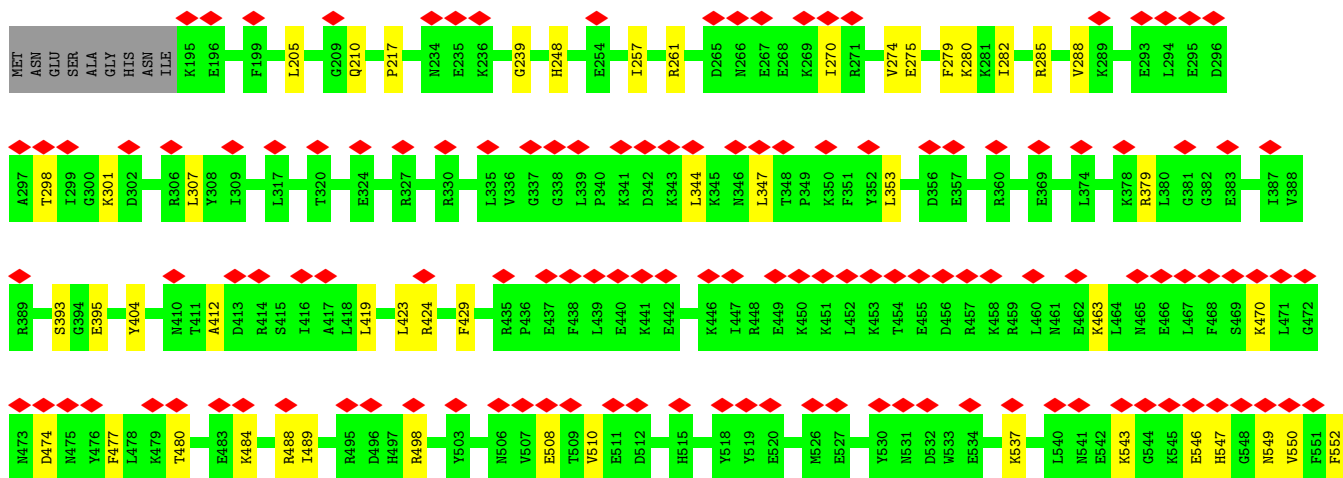 MET ASN GLU SER ALA GLY HIS ASN ILE K195 E196 F199 L205 G209 Q210 P217 N234 E235 K236 G239 H248 E254 I257 R261 D265 N266 E267 E268 K269 I270 R271 V274 E275 F279 K280 K281 I282 R285 V288 K289 E293 L294 E295 D296
A297 T298 I299 G300 K301 D302 R306 L307 Y308 I309 L317 T320 E324 R327 R330 L335 V336 G337 G338 L339 P340 K341 D342 K343 L344 K345 N346 L347 T348 P349 K350 F351 Y352 L353 D356 E357 R360 E369 L374 K378 R379 L380 G381 G382 E383 I387 V388
R389 S393 G394 E395 Y404 N410 T411 A412 D413 R414 S415 I416 A417 L418 L419 L423 R424 F429 R435 P436 E437 F438 L439 E440 K441 E442 K446 I447 R448 E449 K450 K451 L452 K453 T454 E455 D456 R457 K458 R459 L460 N461 E462 K463 L464 N465 E466 L467 F468 S469 K470 L471 G472
N473 D474 N475 Y476 F477 L478 K479 T480 E483 K484 R488 I489 R495 D496 H497 R498 Y503 N506 V507 E508 T509 V510 E511 D512 H515 Y518 Y519 E520 M526 E527 Y530 N531 D532 W533 E534 K537 L540 N541 E542 K543 G544 K545 E546 H547 G548 N549 V550 F551 F552